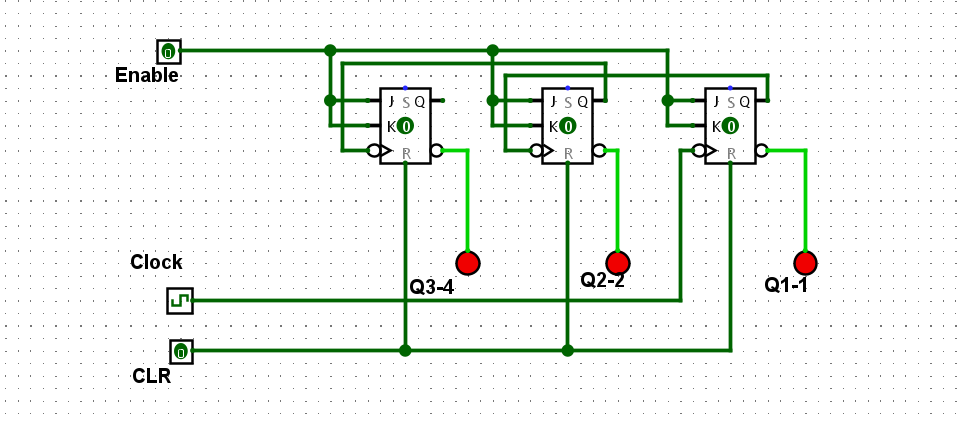 0
Enable
J S Q
K 0
R
J S Q
K 0
R
J S Q
K 0
R
Clock
Q3-4
Q2-2
Q1-1
0
CLR